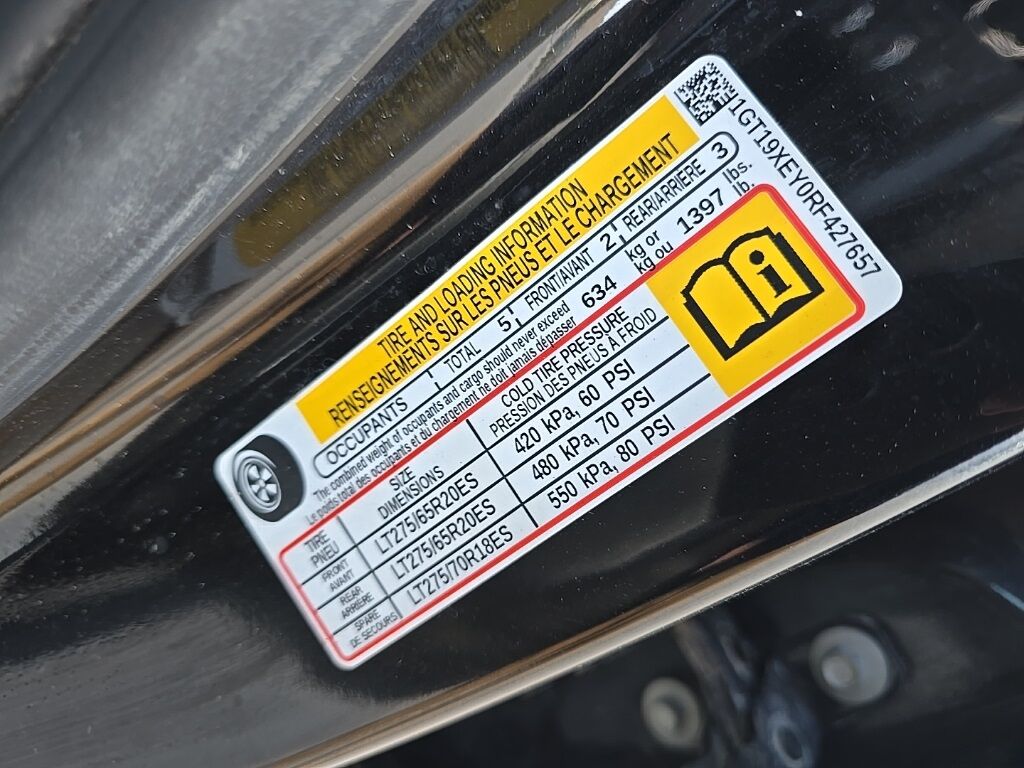 1GT19XEY0RF427657
TIRE AND LOADING INFORMATION
RENSEIGNEMENTS SUR LES PNEUS ET LE CHARGEMENT
OCCUPANTS TOTAL 5 FRONT/AVANT 2 REAR/ARRIÈRE 3
The combined weight of occupants and cargo should never exceed 634 kg or 1397 lbs.
Le poids total des occupants et du chargement ne doit jamais dépasser kg ou lb.
TIRE SIZE COLD TIRE PRESSURE
PNEU DIMENSIONS PRESSION DES PNEUS À FROID
FRONT
AVANT LT275/65R20ES 420 kPa, 60 PSI
REAR
ARRIÈRE LT275/65R20ES 480 kPa, 70 PSI
SPARE
DE SECOURS LT275/70R18ES 550 kPa, 80 PSI
i